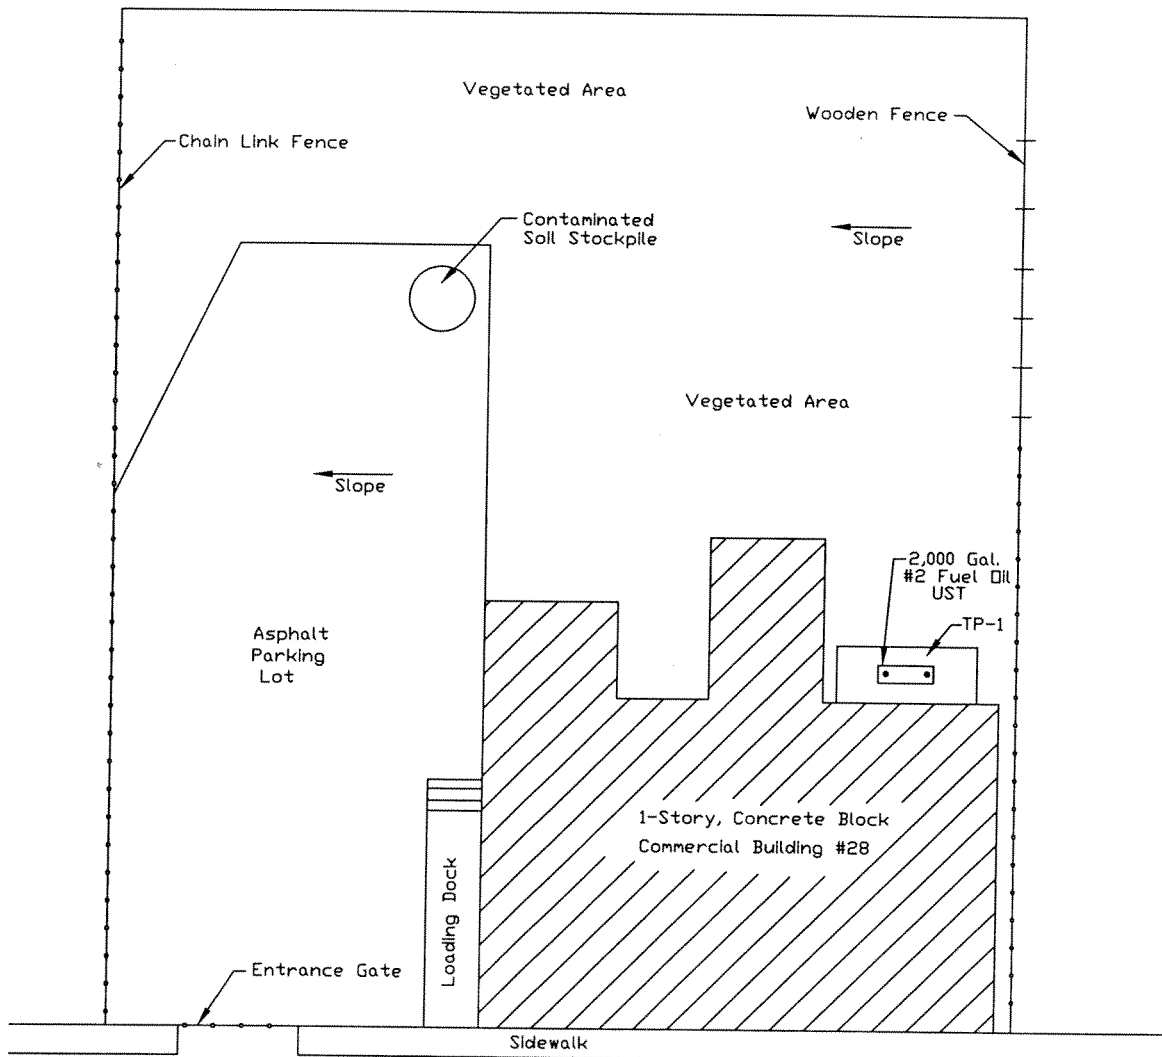 Vegetated Area
Wooden Fence
Chain Link Fence
Contaminated
Soil Stockpile
Slope
Vegetated Area
Slope
2,000 Gal.
#2 Fuel Oil
UST
TP-1
Asphalt
Parking
Lot
1-Story, Concrete Block
Commercial Building #28
Loading Dock
Entrance Gate
Sidewalk